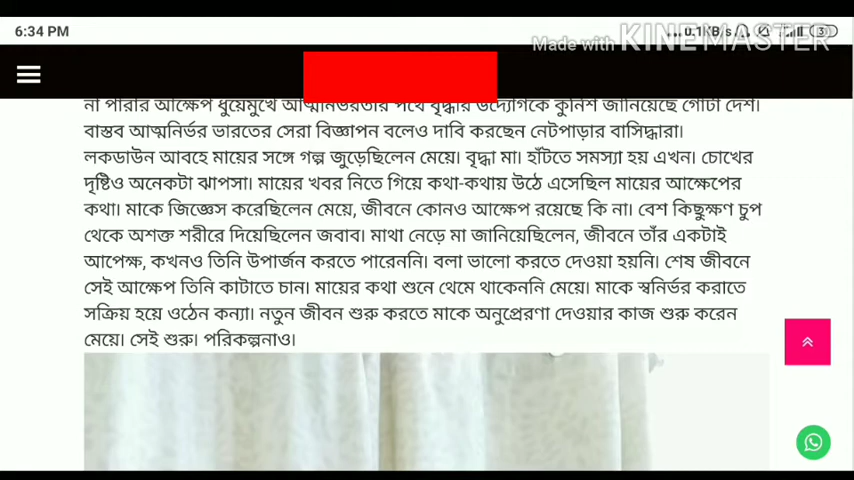 6:34 PM
0.1KB/s
Made with KINEMASTER
না পারার আক্ষেপ ধুয়েমুছে আত্মনির্ভরতার পথে বৃদ্ধার উদ্যোগকে কুর্নিশ জানিয়েছে গোটা দেশ।
বাস্তব আত্মনির্ভর ভারতের সেরা বিজ্ঞাপন বলেও দাবি করছেন নেটপাড়ার বাসিদ্ধারা।
লকডাউন আবহে মায়ের সঙ্গে গল্প জুড়েছিলেন মেয়ে। বৃদ্ধা মা। হাঁটতে সমস্যা হয় এখন। চোখের
দৃষ্টিও অনেকটা ঝাপসা। মায়ের খবর নিতে গিয়ে কথা-কথায় উঠে এসেছিল মায়ের আক্ষেপের
কথা। মাকে জিজ্ঞেস করেছিলেন মেয়ে, জীবনে কোনও আক্ষেপ রয়েছে কি না। বেশ কিছুক্ষণ চুপ
থেকে অশক্ত শরীরে দিয়েছিলেন জবাব। মাথা নেড়ে মা জানিয়েছিলেন, জীবনে তাঁর একটাই
আপেক্ষ, কখনও তিনি উপার্জন করতে পারেননি। বলা ভালো করতে দেওয়া হয়নি। শেষ জীবনে
সেই আক্ষেপ তিনি কাটাতে চান। মায়ের কথা শুনে থেমে থাকেননি মেয়ে। মাকে স্বনির্ভর করাতে
সক্রিয় হয়ে ওঠেন কন্যা। নতুন জীবন শুরু করতে মাকে অনুপ্রেরণা দেওয়ার কাজ শুরু করেন
মেয়ে। সেই শুরু। পরিকল্পনাও।